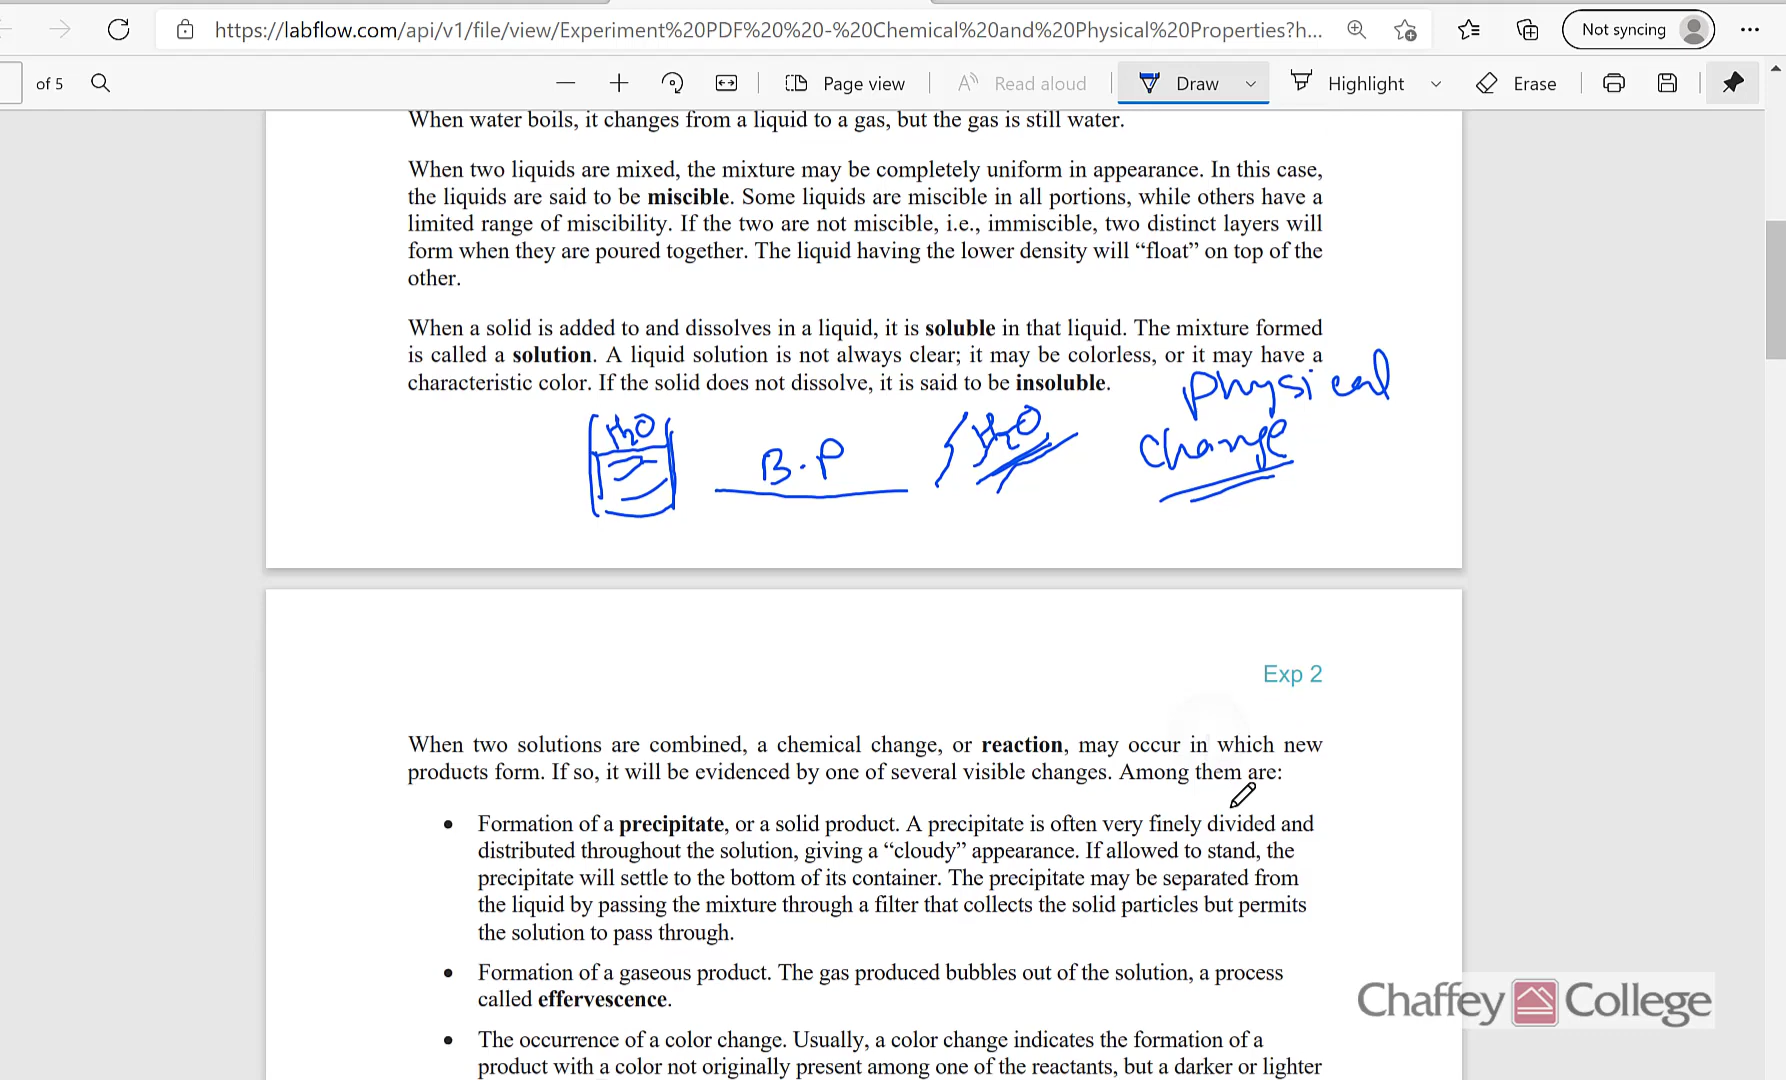 https://labflow.com/api/v1/file/view/Experiment%20PDF%20%20-%20Chemical%20and%20Physical%20Properties?h...
Not syncing
of 5
Page view
Read aloud
Draw
Highlight
Erase
When water boils, it changes from a liquid to a gas, but the gas is still water.
When two liquids are mixed, the mixture may be completely uniform in appearance. In this case,
the liquids are said to be miscible. Some liquids are miscible in all portions, while others have a
limited range of miscibility. If the two are not miscible, i.e., immiscible, two distinct layers will
form when they are poured together. The liquid having the lower density will “float” on top of the
other.
When a solid is added to and dissolves in a liquid, it is soluble in that liquid. The mixture formed
is called a solution. A liquid solution is not always clear; it may be colorless, or it may have a
characteristic color. If the solid does not dissolve, it is said to be insoluble.
physical
change
H2O
B.P
H2O
Exp 2
When two solutions are combined, a chemical change, or reaction, may occur in which new
products form. If so, it will be evidenced by one of several visible changes. Among them are:
• Formation of a precipitate, or a solid product. A precipitate is often very finely divided and
distributed throughout the solution, giving a “cloudy” appearance. If allowed to stand, the
precipitate will settle to the bottom of its container. The precipitate may be separated from
the liquid by passing the mixture through a filter that collects the solid particles but permits
the solution to pass through.
• Formation of a gaseous product. The gas produced bubbles out of the solution, a process
called effervescence.
• The occurrence of a color change. Usually, a color change indicates the formation of a
product with a color not originally present among one of the reactants, but a darker or lighter
Chaffey College